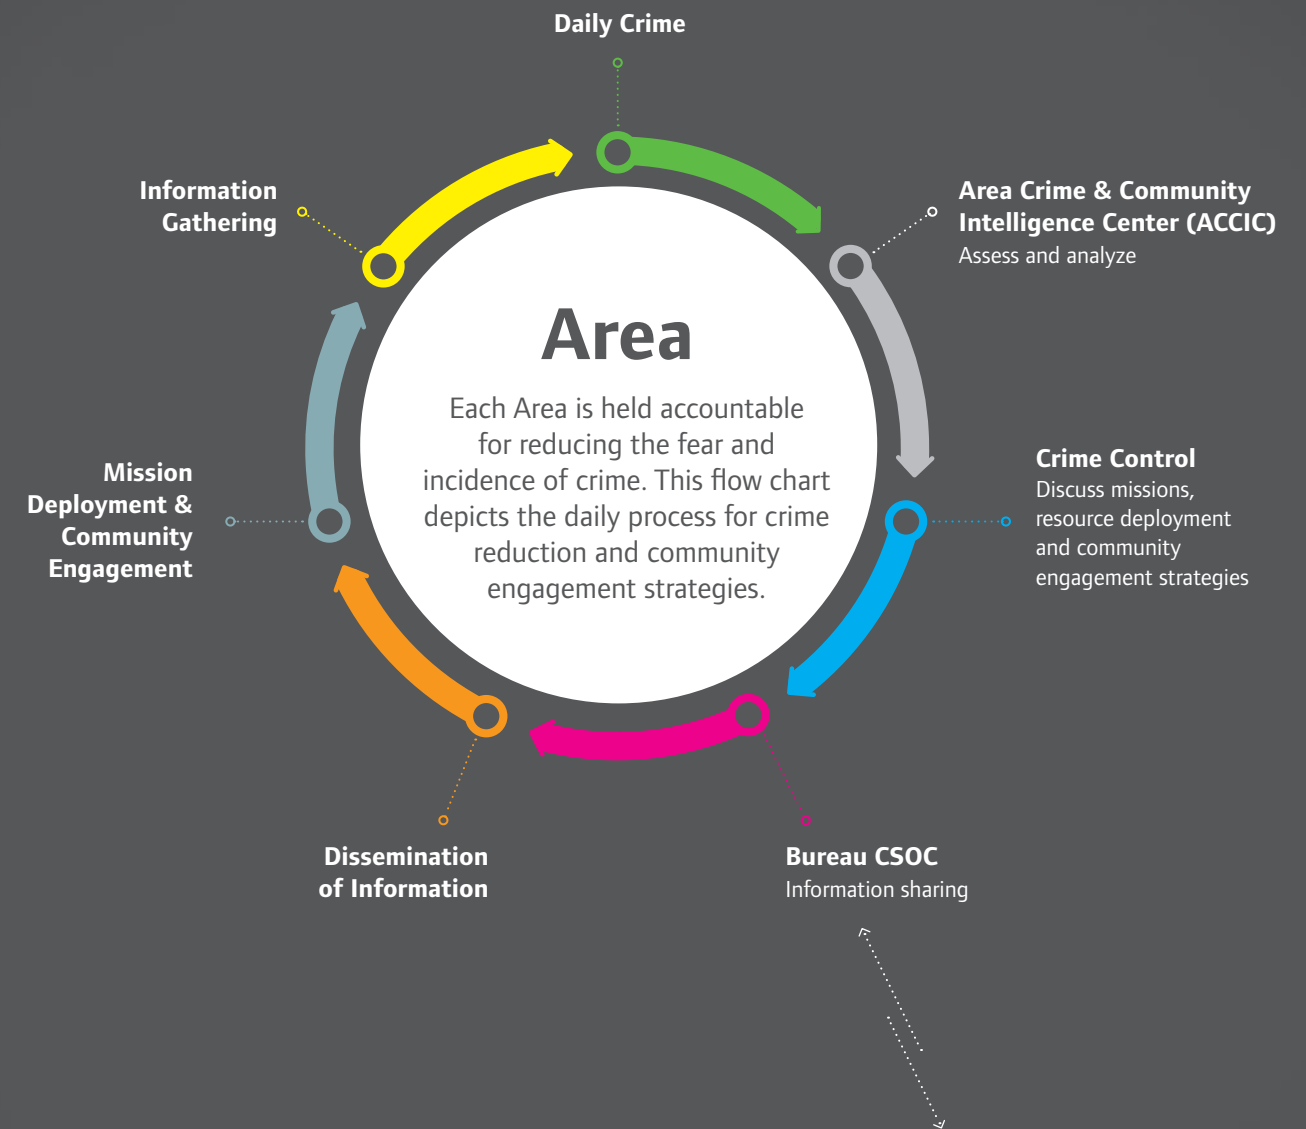 Daily Crime
Information
Gathering
Area Crime & Community
Intelligence Center (ACCIC)
Assess and analyze
Area
Each Area is held accountable
for reducing the fear and
incidence of crime. This flow chart
depicts the daily process for crime
reduction and community
engagement strategies.
Mission
Deployment &
Community
Engagement
Crime Control
Discuss missions,
resource deployment
and community
engagement strategies
Dissemination
of Information
Bureau CSOC
Information sharing